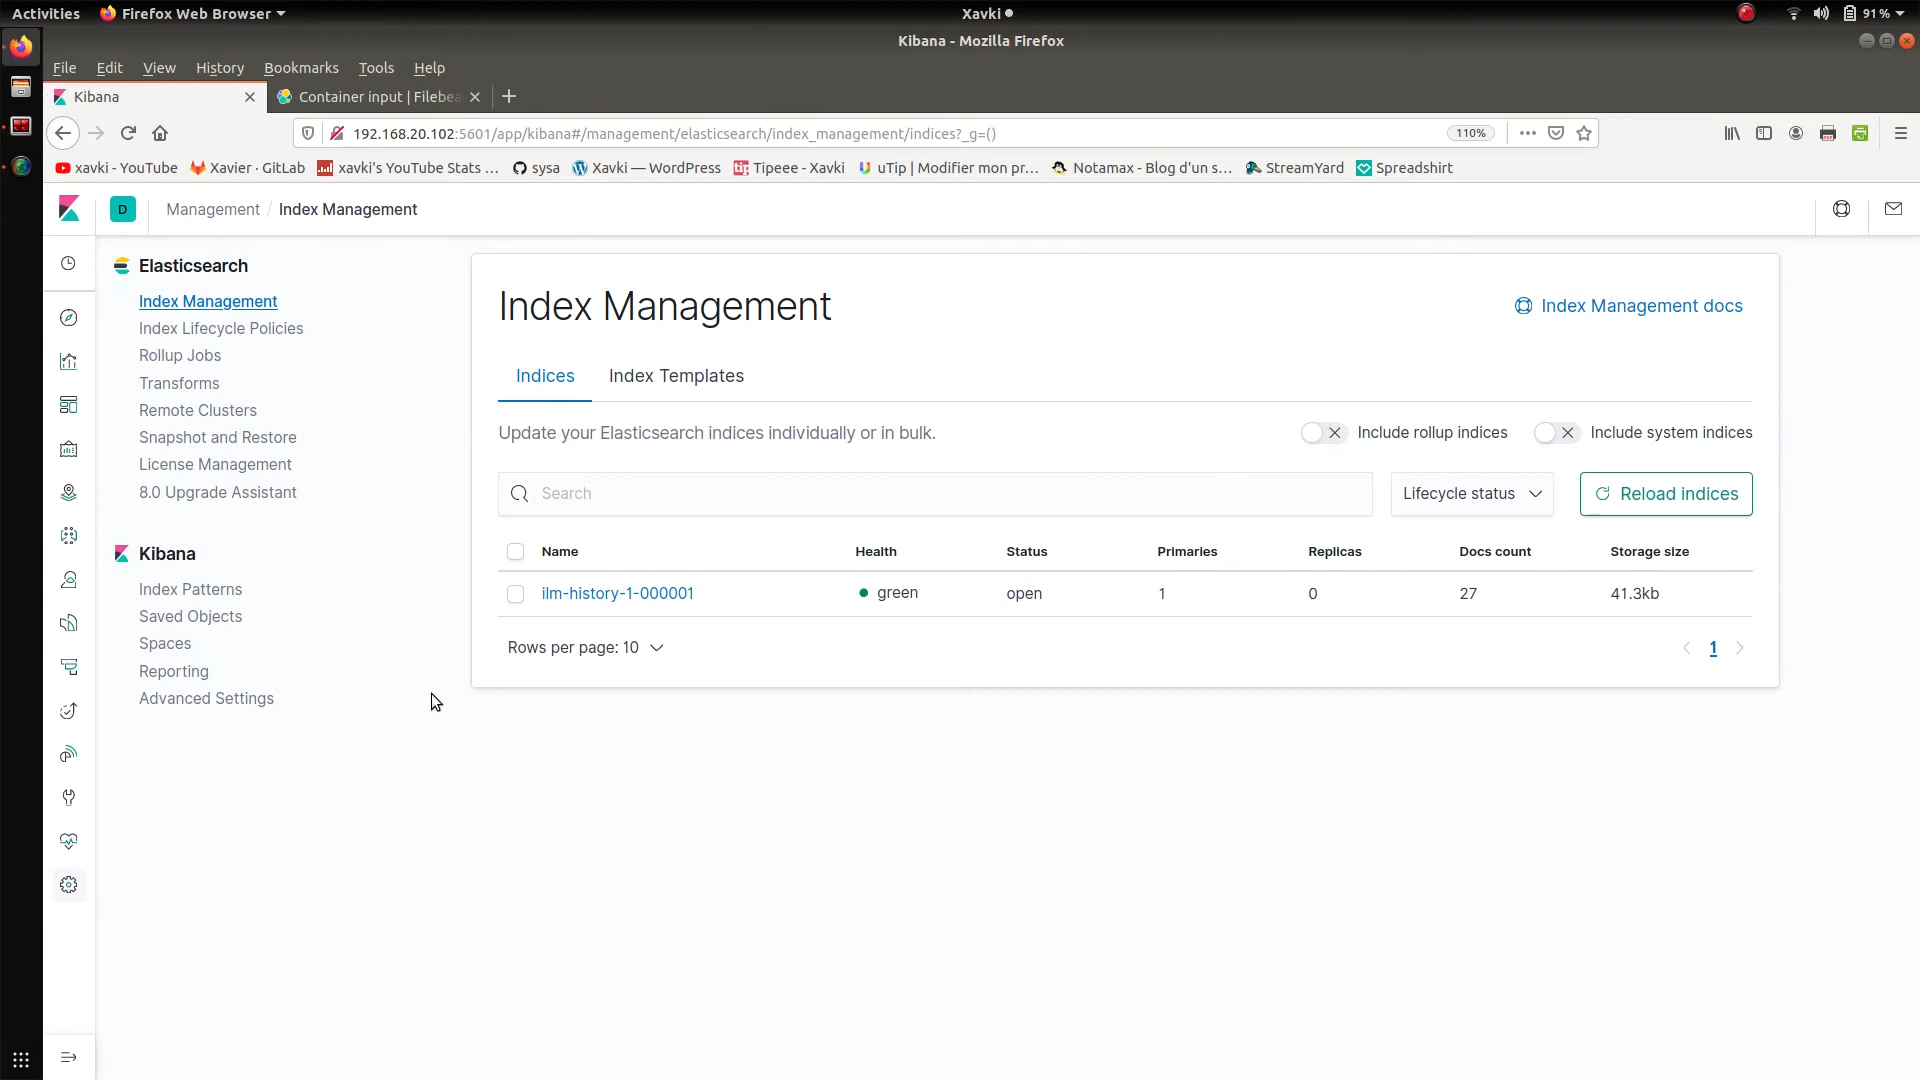 Activities Firefox Web Browser Xavki 91 %
Kibana - Mozilla Firefox
File Edit View History Bookmarks Tools Help
Kibana Container input | Filebea
192.168.20.102:5601/app/kibana#/management/elasticsearch/index_management/indices?_g=() 110%
xavki - YouTube Xavier · GitLab xavki's YouTube Stats ... sysa Xavki — WordPress Tipeee - Xavki uTip | Modifier mon pr... Notamax - Blog d'un s... StreamYard Spreadshirt
D Management / Index Management
Elasticsearch
Index Management
Index Lifecycle Policies
Rollup Jobs
Transforms
Remote Clusters
Snapshot and Restore
License Management
8.0 Upgrade Assistant
Kibana
Index Patterns
Saved Objects
Spaces
Reporting
Advanced Settings
Index Management
Index Management docs
Indices Index Templates
Update your Elasticsearch indices individually or in bulk. Include rollup indices Include system indices
Search Lifecycle status Reload indices
Name Health Status Primaries Replicas Docs count Storage size
ilm-history-1-000001 green open 1 0 27 41.3kb
Rows per page: 10 1